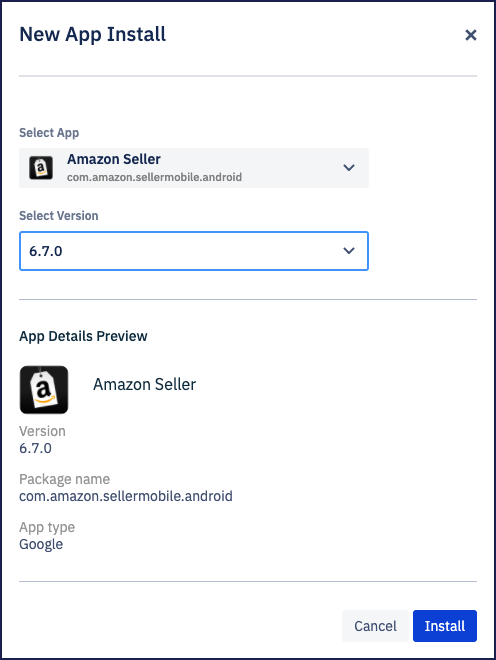 New App Install
Select App
Amazon Seller
com.amazon.sellermobile.android
Select Version
6.7.0
App Details Preview
Amazon Seller
Version
6.7.0
Package name
com.amazon.sellermobile.android
App type
Google
Cancel
Install